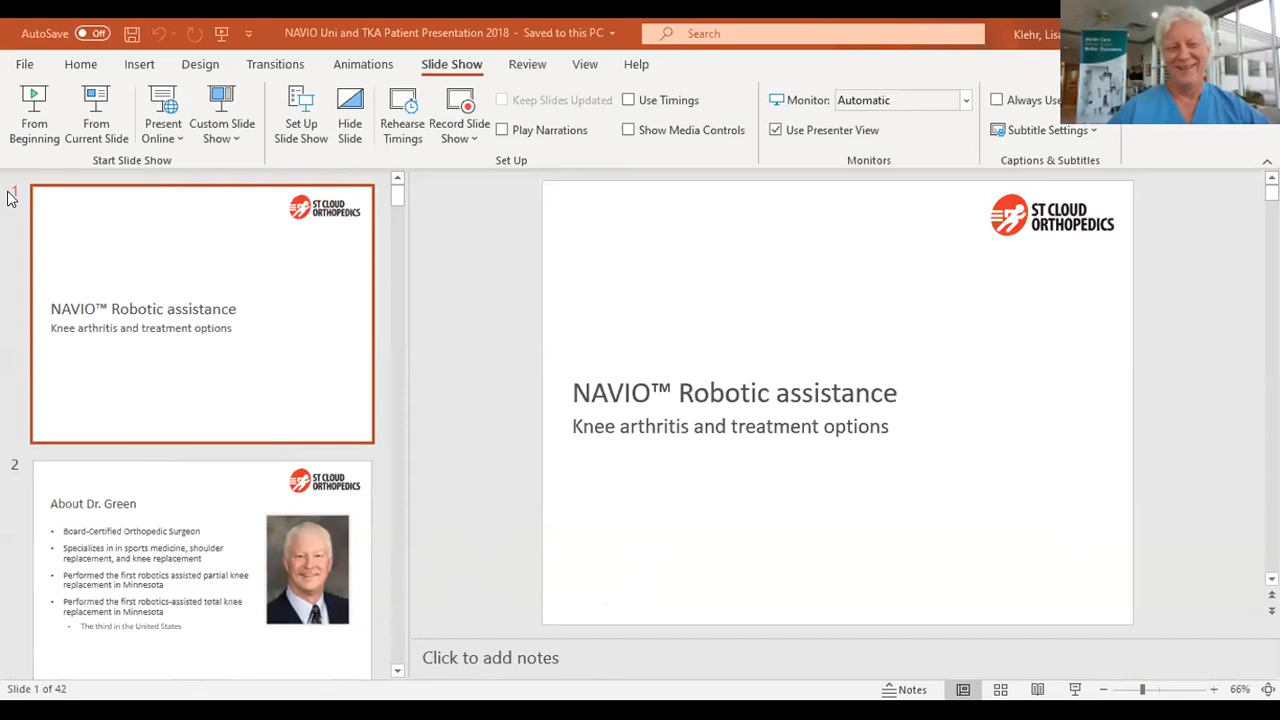 AutoSave Off
NAVIO Uni and TKA Patient Presentation 2018 - Saved to this PC
Search
Klehr, Lisa
File Home Insert Design Transitions Animations Slide Show Review View Help
From Beginning
From Current Slide
Present Online
Custom Slide Show
Start Slide Show
Set Up Slide Show
Hide Slide
Rehearse Timings
Record Slide Show
Keep Slides Updated
Play Narrations
Use Timings
Show Media Controls
Set Up
Monitor: Automatic
Use Presenter View
Monitors
Always Use
Subtitle Settings
Captions & Subtitles
1
ST CLOUD
ORTHOPEDICS
NAVIO™ Robotic assistance
Knee arthritis and treatment options
2
ST CLOUD
ORTHOPEDICS
About Dr. Green
• Board-Certified Orthopedic Surgeon
• Specializes in in sports medicine, shoulder
replacement, and knee replacement
• Performed the first robotics assisted partial knee
replacement in Minnesota
• Performed the first robotics-assisted total knee
replacement in Minnesota
• The third in the United States
ST CLOUD
ORTHOPEDICS
NAVIO™ Robotic assistance
Knee arthritis and treatment options
Click to add notes
Slide 1 of 42
Notes
66%